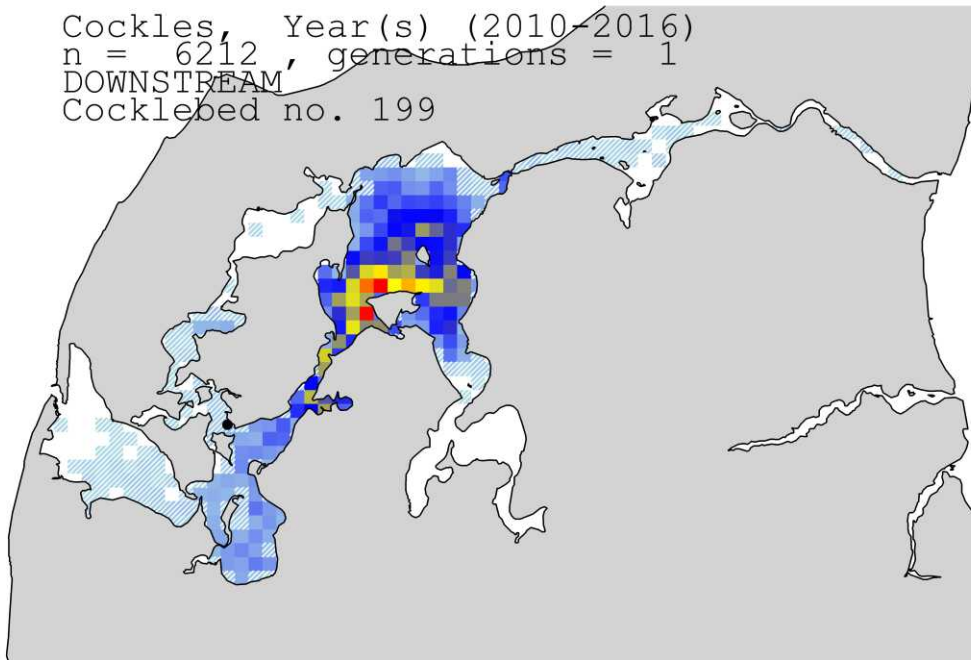 Cockles, Year(s) (2010-2016)
n = 6212 , generations = 1
DOWNSTREAM
Cocklebed no. 199